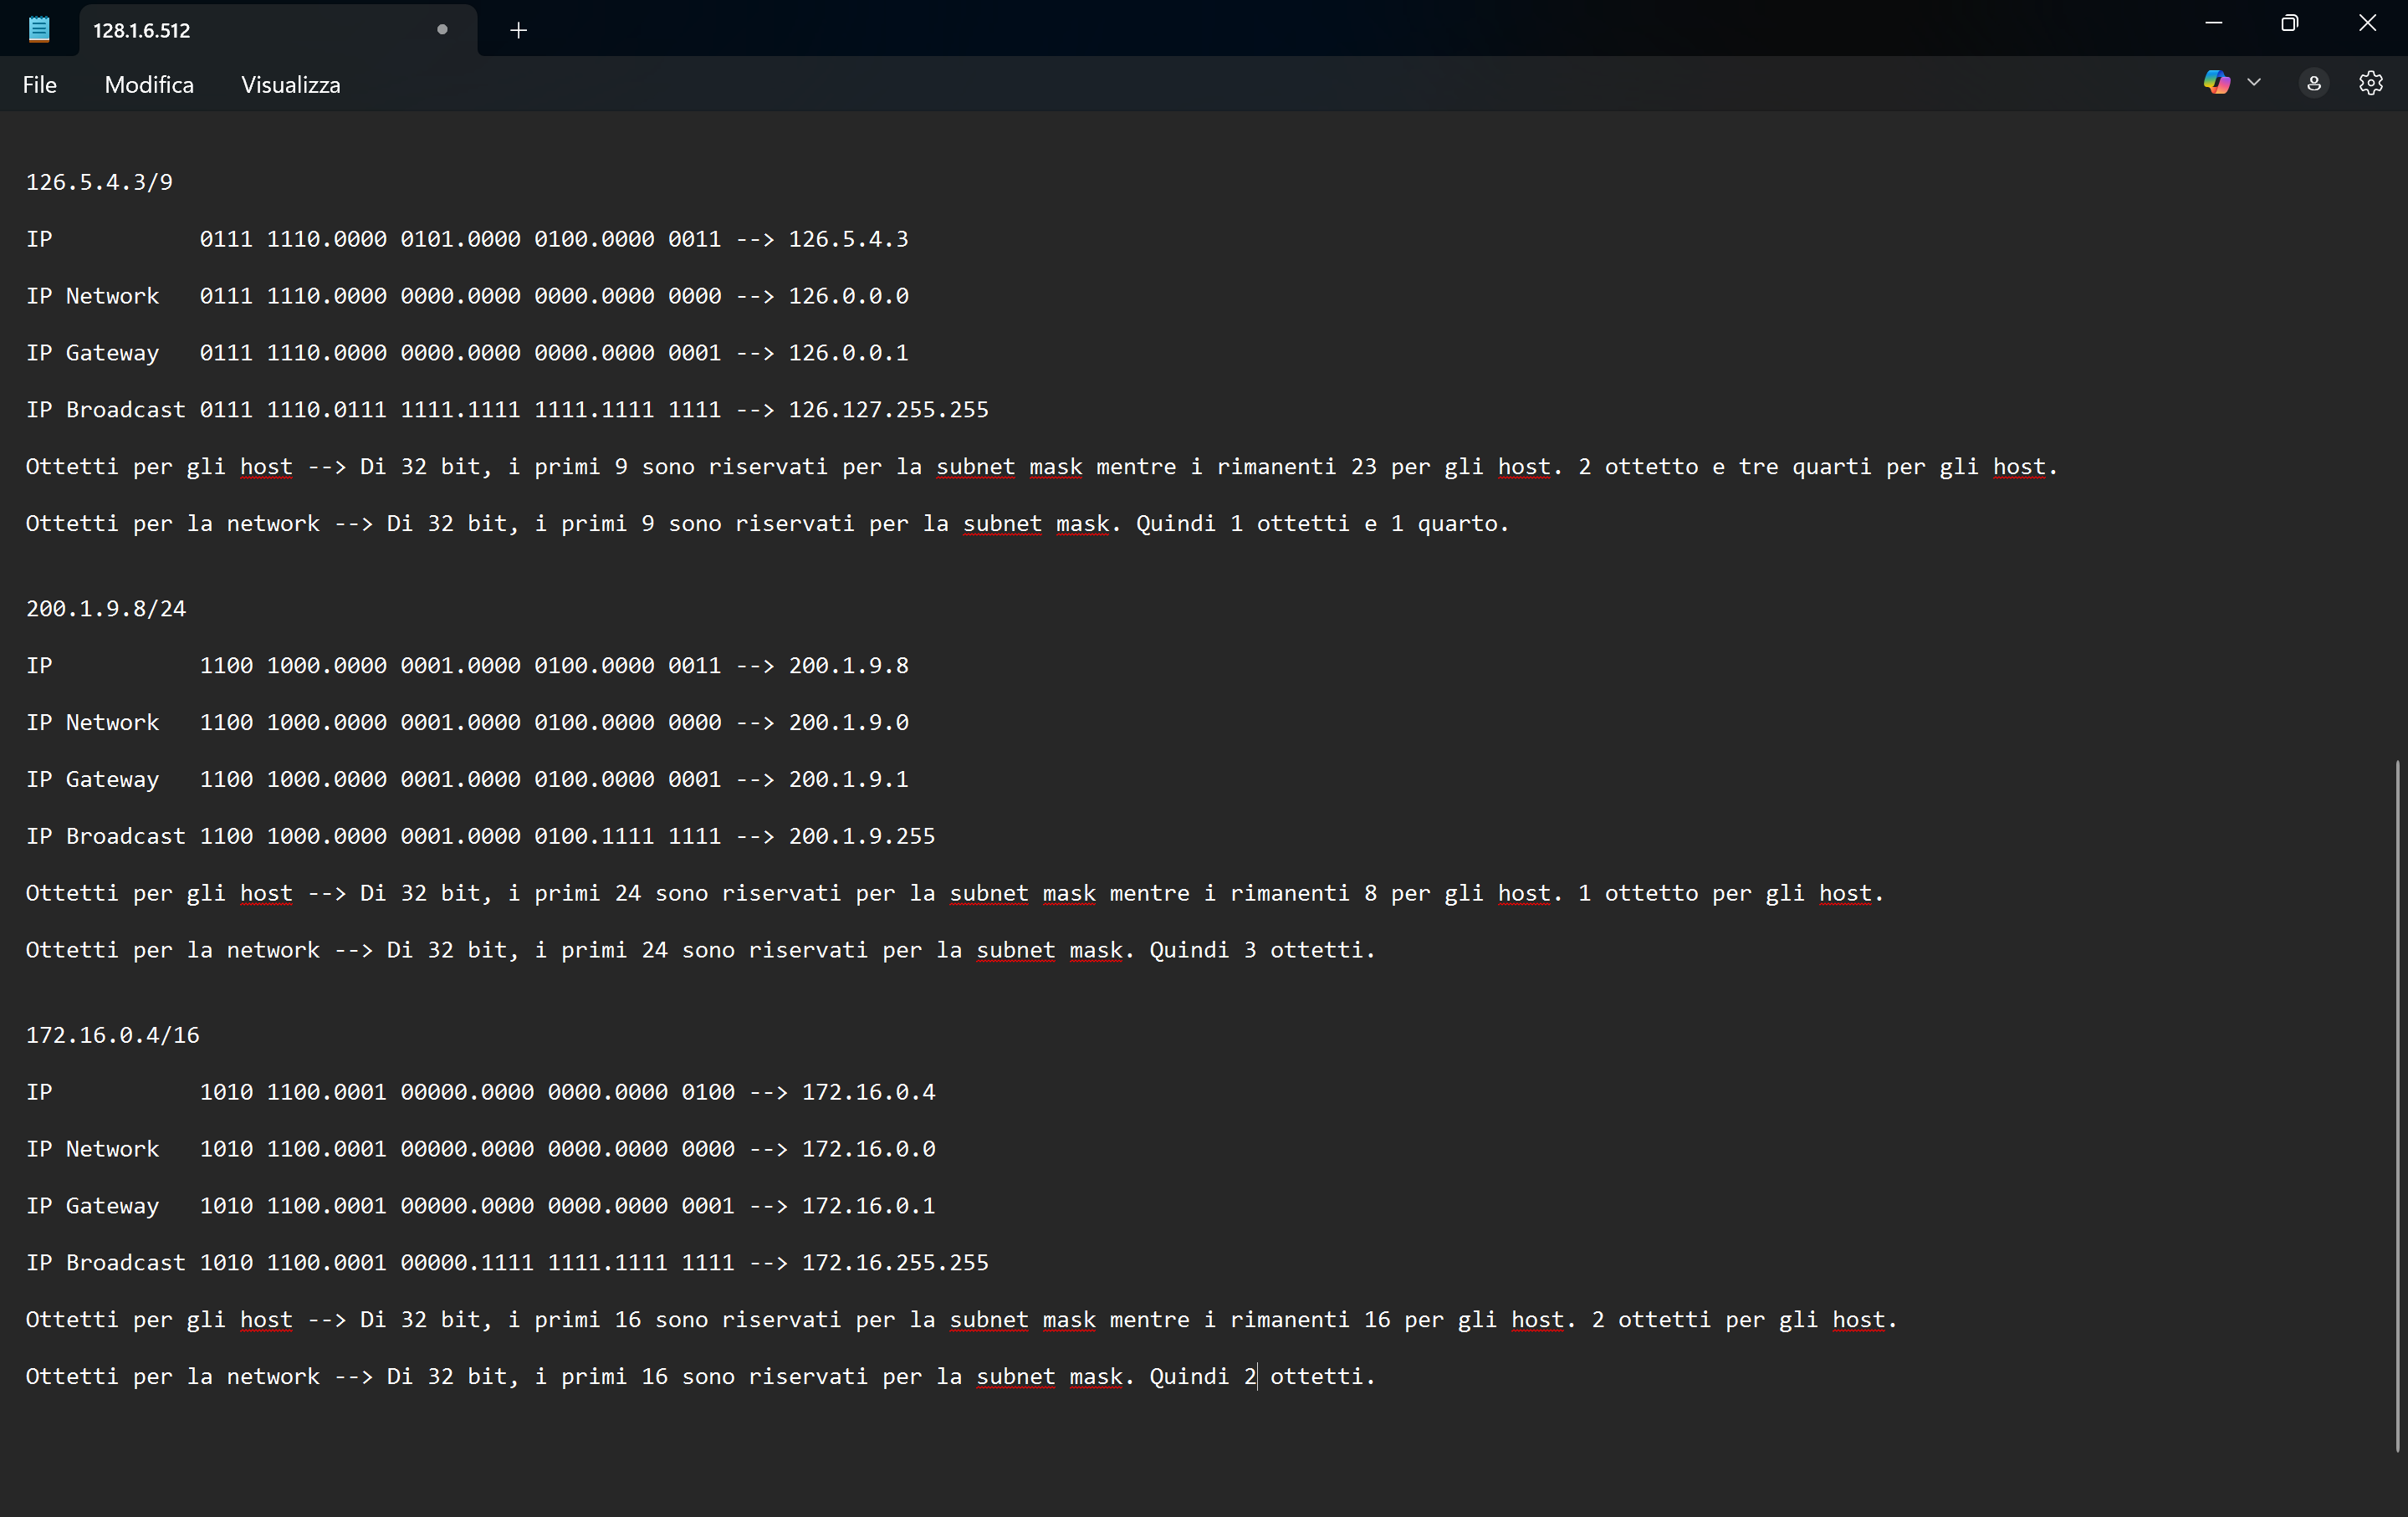 128.1.6.512
File Modifica Visualizza
126.5.4.3/9
IP 0111 1110.0000 0101.0000 0100.0000 0011 --> 126.5.4.3
IP Network 0111 1110.0000 0000.0000 0000.0000 0000 --> 126.0.0.0
IP Gateway 0111 1110.0000 0000.0000 0000.0000 0001 --> 126.0.0.1
IP Broadcast 0111 1110.0111 1111.1111 1111.1111 1111 --> 126.127.255.255
Ottetti per gli host --> Di 32 bit, i primi 9 sono riservati per la subnet mask mentre i rimanenti 23 per gli host. 2 ottetto e tre quarti per gli host.
Ottetti per la network --> Di 32 bit, i primi 9 sono riservati per la subnet mask. Quindi 1 ottetti e 1 quarto.
200.1.9.8/24
IP 1100 1000.0000 0001.0000 0100.0000 0011 --> 200.1.9.8
IP Network 1100 1000.0000 0001.0000 0100.0000 0000 --> 200.1.9.0
IP Gateway 1100 1000.0000 0001.0000 0100.0000 0001 --> 200.1.9.1
IP Broadcast 1100 1000.0000 0001.0000 0100.1111 1111 --> 200.1.9.255
Ottetti per gli host --> Di 32 bit, i primi 24 sono riservati per la subnet mask mentre i rimanenti 8 per gli host. 1 ottetto per gli host.
Ottetti per la network --> Di 32 bit, i primi 24 sono riservati per la subnet mask. Quindi 3 ottetti.
172.16.0.4/16
IP 1010 1100.0001 00000.0000 0000.0000 0100 --> 172.16.0.4
IP Network 1010 1100.0001 00000.0000 0000.0000 0000 --> 172.16.0.0
IP Gateway 1010 1100.0001 00000.0000 0000.0000 0001 --> 172.16.0.1
IP Broadcast 1010 1100.0001 00000.1111 1111.1111 1111 --> 172.16.255.255
Ottetti per gli host --> Di 32 bit, i primi 16 sono riservati per la subnet mask mentre i rimanenti 16 per gli host. 2 ottetti per gli host.
Ottetti per la network --> Di 32 bit, i primi 16 sono riservati per la subnet mask. Quindi 2 ottetti.